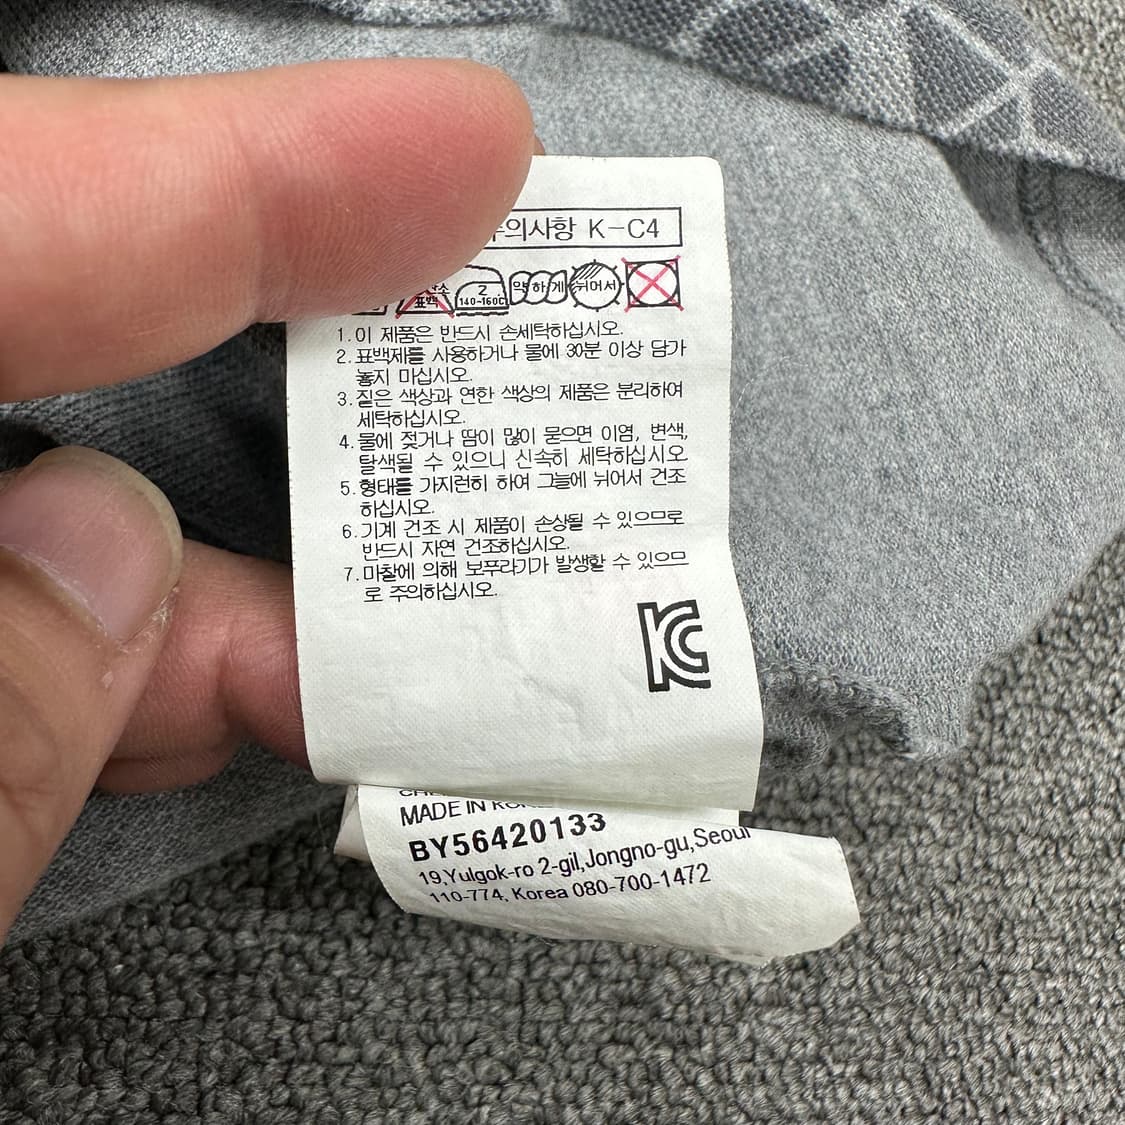 주의사항 K-C4
표백
2
140-160℃
약하게
뉘어서
1. 이 제품은 반드시 손세탁하십시오.
2. 표백제를 사용하거나 물에 30분 이상 담가
놓지 마십시오.
3. 짙은 색상과 연한 색상의 제품은 분리하여
세탁하십시오.
4. 물에 젖거나 땀이 많이 묻으면 이염, 변색,
탈색될 수 있으니 신속히 세탁하십시오
5. 형태를 가지런히 하여 그늘에 뉘어서 건조
하십시오.
6. 기계 건조 시 제품이 손상될 수 있으므로
반드시 자연 건조하십시오.
7. 마찰에 의해 보푸라기가 발생할 수 있으므
로 주의하십시오.
KC
MADE IN
BY56420133
19,Yulgok-ro 2-gil,Jongno-gu,Seoul
110-774, Korea 080-700-1472